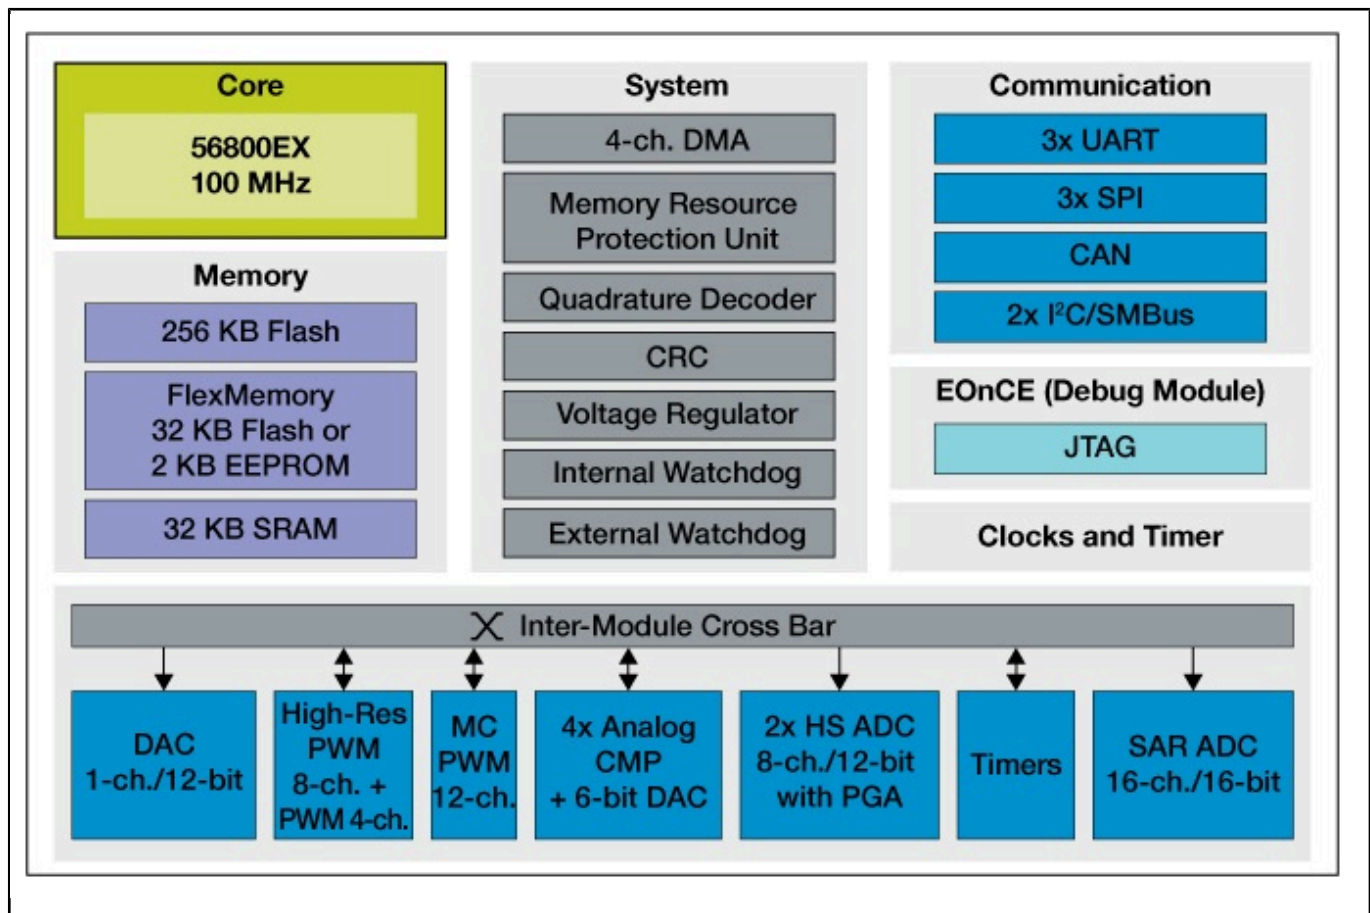 Core
56800EX
100 MHz
Memory
256 KB Flash
FlexMemory
32 KB Flash or
2 KB EEPROM
32 KB SRAM
System
4-ch. DMA
Memory Resource
Protection Unit
Quadrature Decoder
CRC
Voltage Regulator
Internal Watchdog
External Watchdog
Communication
3x UART
3x SPI
CAN
2x I²C/SMBus
EOnCE (Debug Module)
JTAG
Clocks and Timer
Inter-Module Cross Bar
DAC
1-ch./12-bit
High-Res
PWM
8-ch. +
PWM 4-ch.
MC
PWM
12-ch.
4x Analog
CMP
+ 6-bit DAC
2x HS ADC
8-ch./12-bit
with PGA
Timers
SAR ADC
16-ch./16-bit